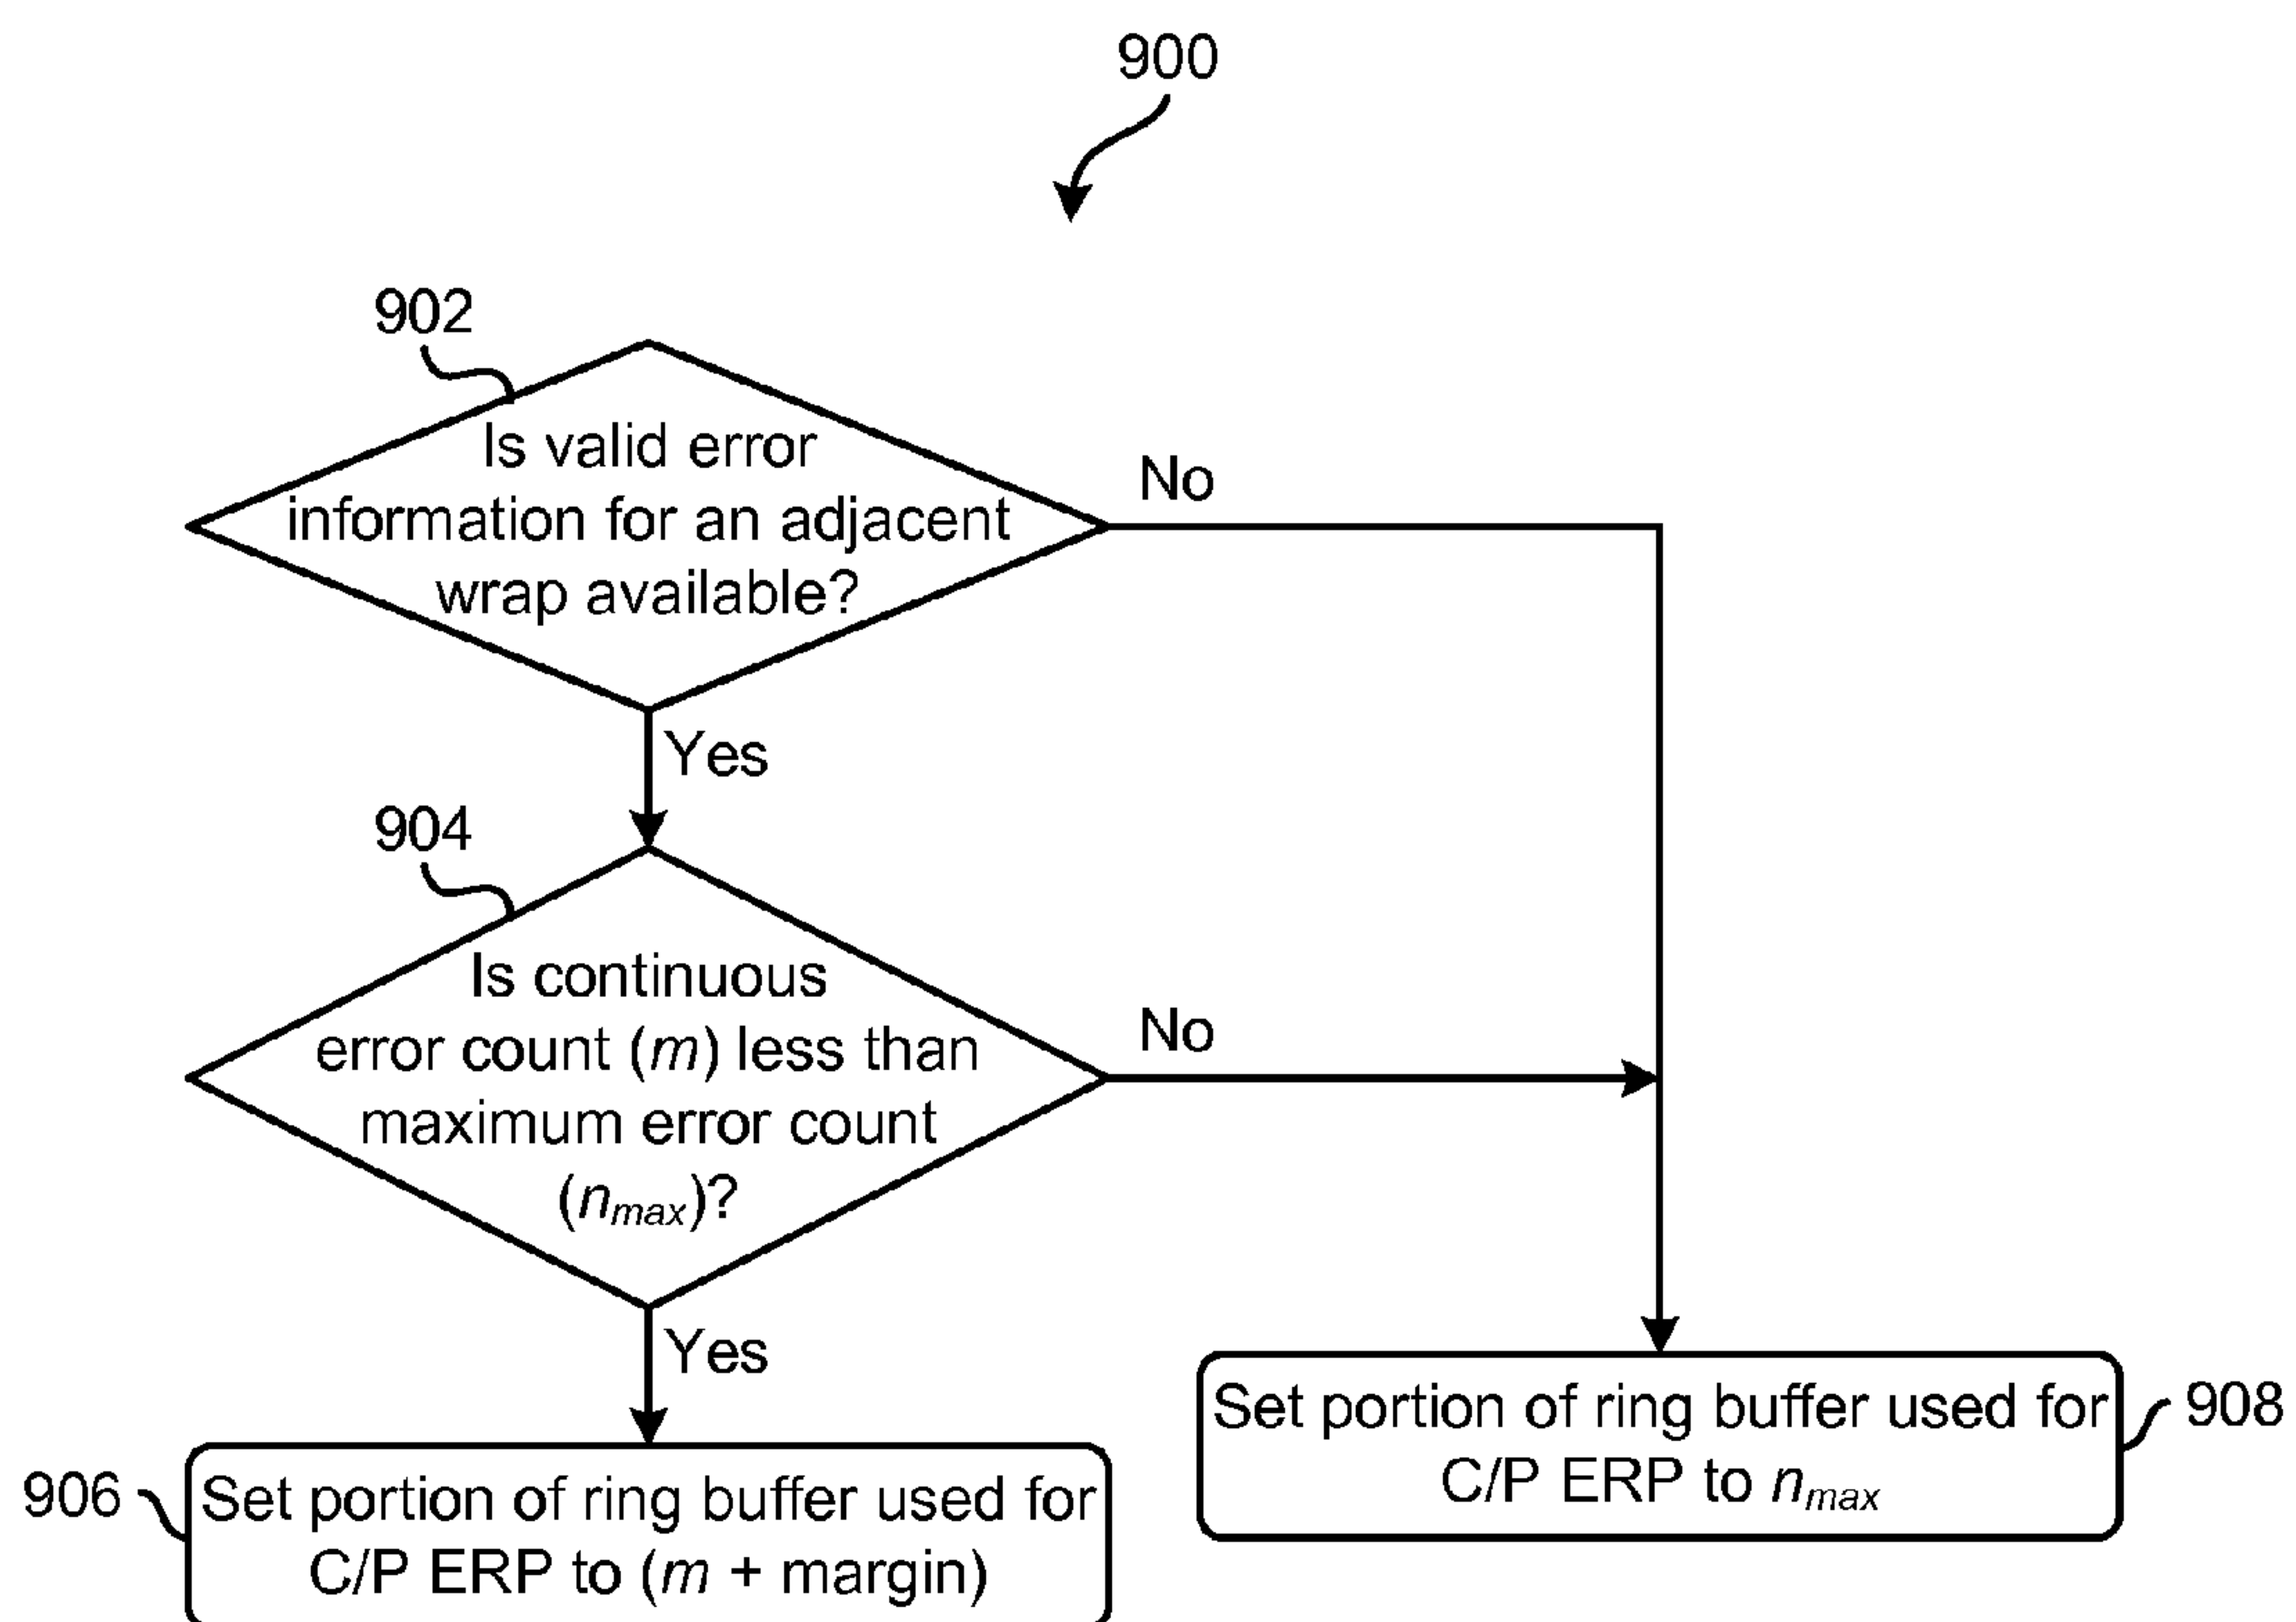 900
902
Is valid error
information for an adjacent
wrap available?
No
Yes
904
Is continuous
error count (m) less than
maximum error count
(nmax)?
No
Yes
906
Set portion of ring buffer used for
C/P ERP to (m + margin)
Set portion of ring buffer used for
C/P ERP to nmax
908